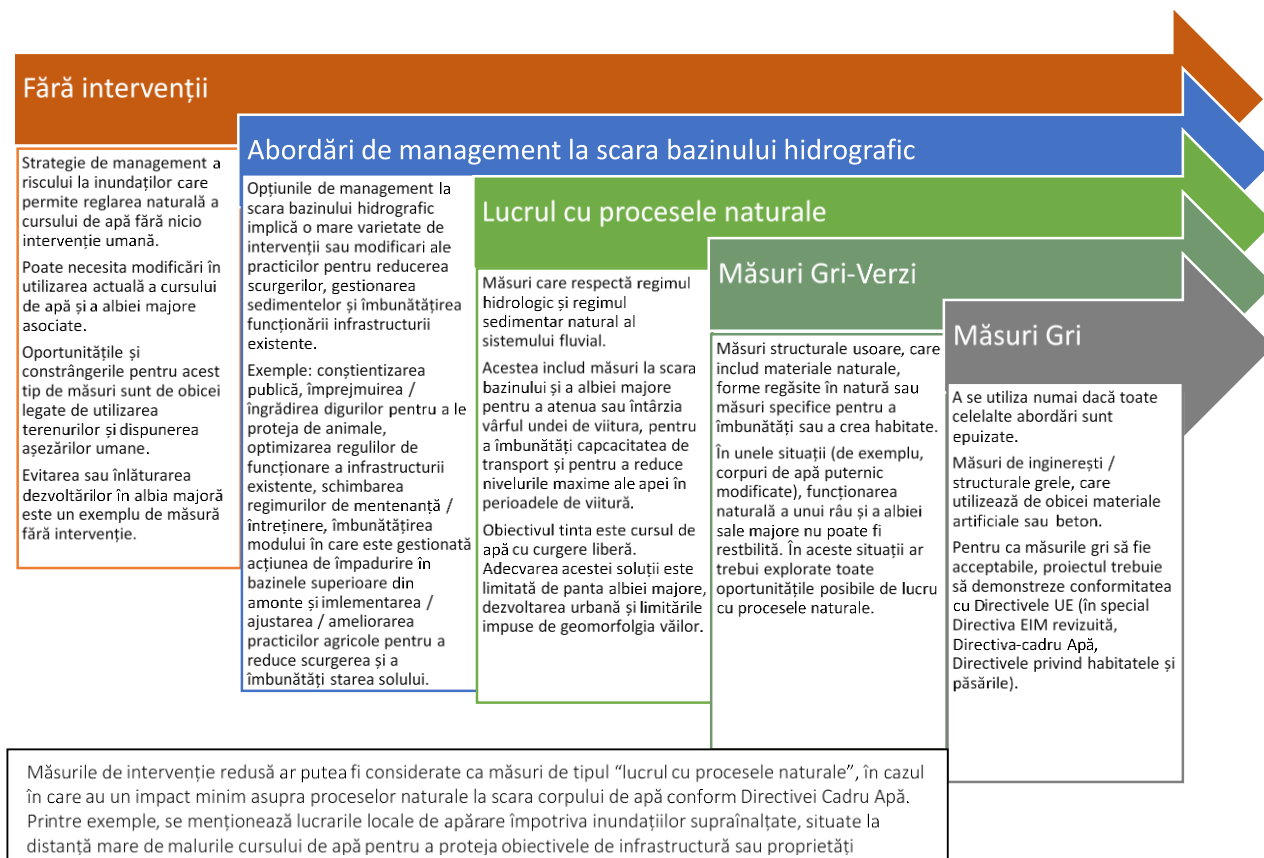 Fără intervenții
Strategie de management a
riscului la inundaților care
permite reglarea naturală a
cursului de apă fără nicio
intervenție umană.
Poate necesita modificări în
utilizarea actuală a cursului
de apă și a albiei majore
asociate.
Oportunitățile și
constrângerile pentru acest
tip de măsuri sunt de obicei
legate de utilizarea
terenurilor și dispunerea
așezărilor umane.
Evitarea sau înlăturarea
dezvoltărilor în albia majoră
este un exemplu de măsură
fără intervenție.
Abordări de management la scara bazinului hidrografic
Opțiunile de management la
scara bazinului hidrografic
implică o mare varietate de
intervenții sau modificari ale
practicilor pentru reducerea
scurgerilor, gestionarea
sedimentelor și îmbunătățirea
funcționării infrastructurii
existente.
Exemple: conștientizarea
publică, împrejmuirea /
îngrădirea digurilor pentru a le
proteja de animale,
optimizarea regulilor de
funcționare a infrastructurii
existente, schimbarea
regimurilor de mentenanță /
întreținere, îmbunătățirea
modului în care este gestionată
acțiunea de împadurire în
bazinele superioare din
amonte și imlementarea /
ajustarea / ameliorarea
practicilor agricole pentru a
reduce scurgerea și a
îmbunătăți starea solului.
Lucrul cu procesele naturale
Măsuri care respectă regimul
hidrologic și regimul
sedimentar natural al
sistemului fluvial.
Acestea includ măsuri la scara
bazinului și a albiei majore
pentru a atenua sau întârzia
vârful undei de viitura, pentru
a îmbunătăți capcacitatea de
transport și pentru a reduce
nivelurile maxime ale apei în
perioadele de viitură.
Obiectivul tinta este cursul de
apă cu curgere liberă.
Adecvarea acestei soluții este
limitată de panta albiei majore,
dezvoltarea urbană și limitările
impuse de geomorfolgia văilor.
Măsuri Gri-Verzi
Măsuri structurale usoare, care
includ materiale naturale,
forme regăsite în natură sau
măsuri specifice pentru a
îmbunătăți sau a crea habitate.
În unele situații (de exemplu,
corpuri de apă puternic
modificate), funcționarea
naturală a unui râu și a albiei
sale majore nu poate fi
restbilită. În aceste situații ar
trebui explorate toate
oportunitățile posibile de lucru
cu procesele naturale.
Măsuri Gri
A se utiliza numai dacă toate
celelalte abordări sunt
epuizate.
Măsuri de inginerești /
structurale grele, care
utilizează de obicei materiale
artificiale sau beton.
Pentru ca măsurile gri să fie
acceptabile, proiectul trebuie
să demonstreze conformitatea
cu Directivele UE (în special
Directiva EIM revizuită,
Directiva-cadru Apă,
Directivele privind habitatele și
păsările).
Măsurile de intervenție redusă ar putea fi considerate ca măsuri de tipul “lucrul cu procesele naturale”, în cazul
în care au un impact minim asupra proceselor naturale la scara corpului de apă conform Directivei Cadru Apă.
Printre exemple, se menționează lucrarile locale de apărare împotriva inundațiilor supraînalțate, situate la
distanță mare de malurile cursului de apă pentru a proteja obiectivele de infrastructură sau proprietăți